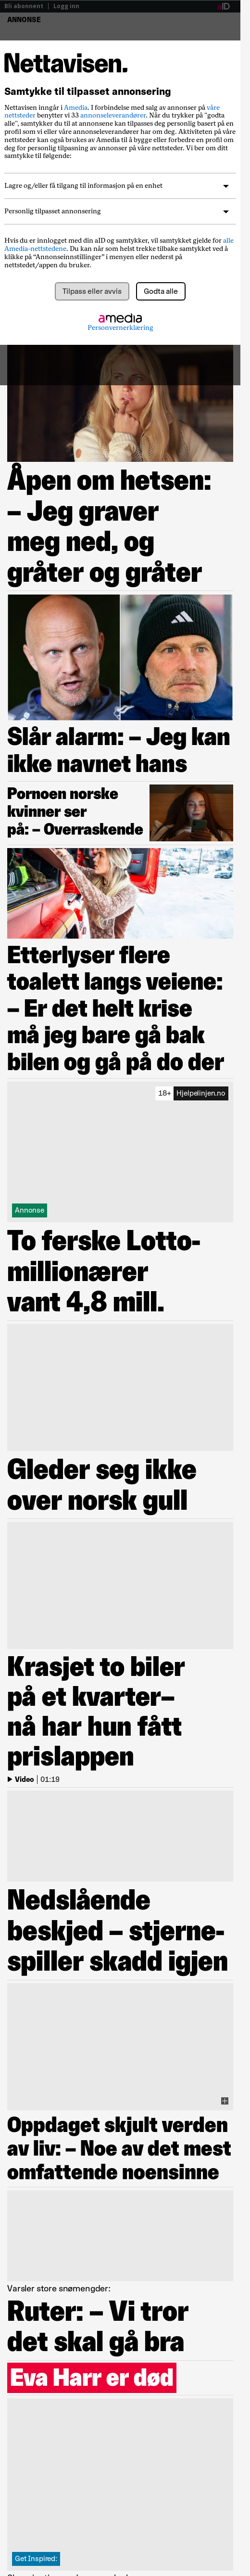 Bli abonnent | Logg inn
aID
ANNONSE
Nettavisen.
Samtykke til tilpasset annonsering
Nettavisen inngår i Amedia. I forbindelse med salg av annonser på våre
nettsteder benytter vi 33 annonseleverandører. Når du trykker på "godta
alle", samtykker du til at annonsene kan bli personlig tilpasset basert på en
profil som vi eller våre annonseleverandører har om deg. Aktiviteten på våre
nettsteder kan også brukes av Amedia til å bygge eller forbedre en profil om
deg for personlig tilpasning av annonser på våre nettsteder. Vi ber om ditt
samtykke til følgende:
Lagre og/eller få tilgang til informasjon på en enhet
Personlig tilpasset annonsering
Hvis du er innlogget med din aID og samtykker, vil samtykket gjelde for alle
Amedia-nettstedene. Du kan når som helst trekke tilbake samtykket ved å
klikke på “Annonseinnstillinger” i menyen eller nederst på
nettstedet/appen du bruker.
Tilpass eller avvis
Godta alle
amedia
Personvernerklæring
Åpen om hetsen:
– Jeg graver
meg ned, og
gråter og gråter
Slår alarm: – Jeg kan
ikke navnet hans
Pornoen norske
kvinner ser
på: – Overraskende
Etterlyser flere
toalett langs veiene:
– Er det helt krise
må jeg bare gå bak
bilen og gå på do der
18+ Hjelpelinjen.no
Annonse
To ferske Lotto-
millionærer
vant 4,8 mill.
Gleder seg ikke
over norsk gull
Krasjet to biler
på et kvarter–
nå har hun fått
prislappen
Video | 01:19
Nedslående
beskjed – stjerne-
spiller skadd igjen
Oppdaget skjult verden
av liv: – Noe av det mest
omfattende noensinne
Varsler store snømengder:
Ruter: – Vi tror
det skal gå bra
Eva Harr er død
Get Inspired: